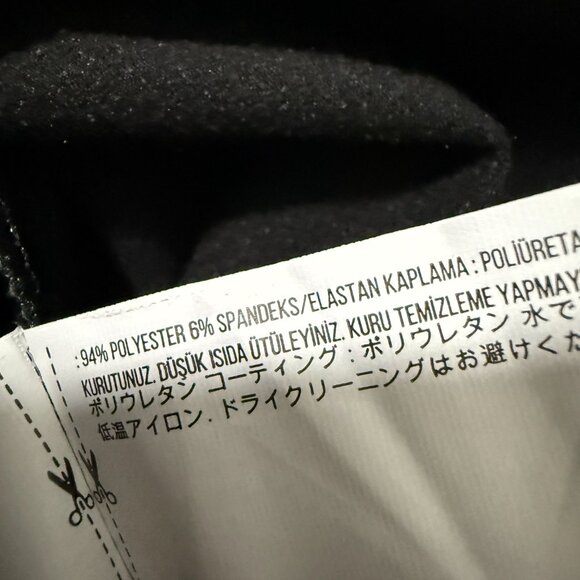 : 94% POLYESTER 6% SPANDEKS/ELASTAN KAPLAMA : POLİÜRETA
KURUTUNUZ. DÜŞÜK ISIDA ÜTÜLEYİNİZ. KURU TEMİZLEME YAPMAY
ポリウレタン コーティング : ポリウレタン 水で
低温アイロン. ドライクリーニングはお避けくだ